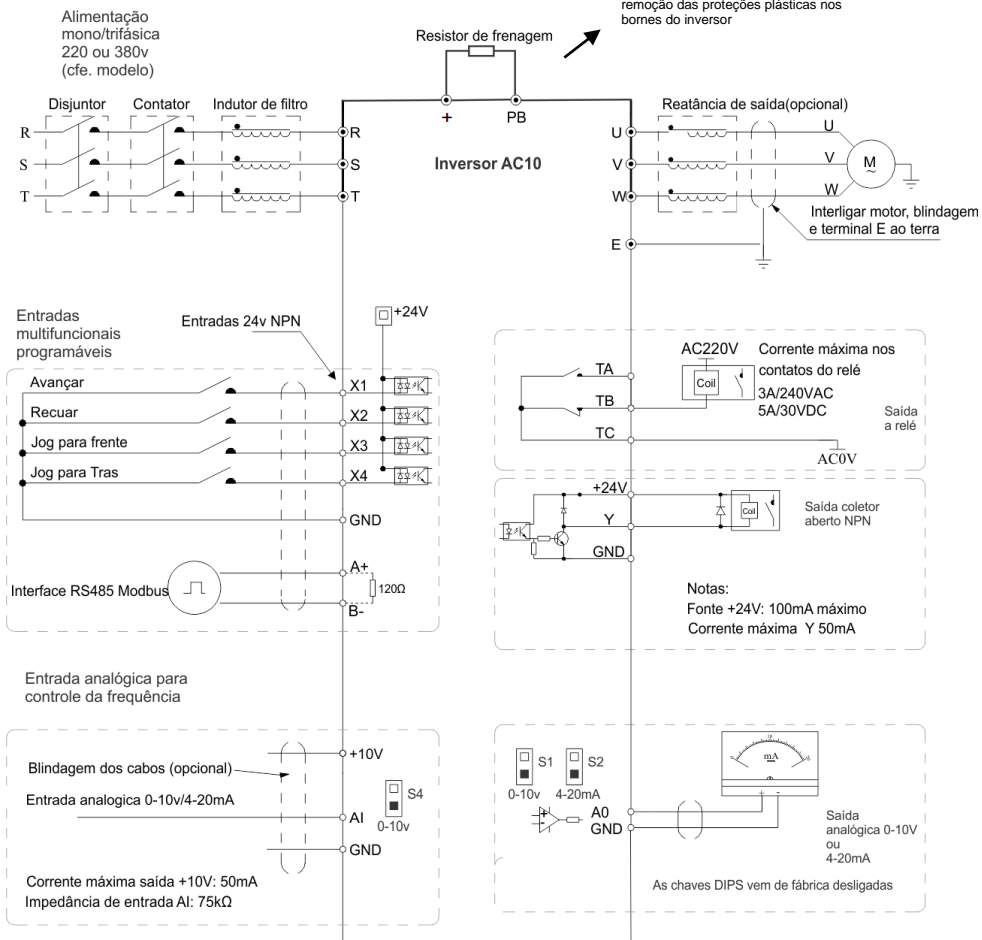 remoção das proteções plásticas nos
bornes do inversor
Alimentação
mono/trifásica
220 ou 380v
(cfe. modelo)
Resistor de frenagem
+
PB
Disjuntor
Contator
Indutor de filtro
Reatância de saída(opcional)
R
R
U
U
S
S
Inversor AC10
V
V
M
~
T
T
W
W
Interligar motor, blindagem
e terminal E ao terra
E
Entradas
multifuncionais
programáveis
Entradas 24v NPN
+24V
Avançar
X1
Recuar
X2
Jog para frente
X3
Jog para Tras
X4
GND
Interface RS485 Modbus
A+
120Ω
B-
AC220V
Corrente máxima nos
contatos do relé
3A/240VAC
5A/30VDC
TA
Coil
TB
TC
AC0V
Saída
a relé
+24V
Y
Coil
GND
Saída coletor
aberto NPN
Notas:
Fonte +24V: 100mA máximo
Corrente máxima Y 50mA
Entrada analógica para
controle da frequência
+10V
Blindagem dos cabos (opcional)
Entrada analogica 0-10v/4-20mA
S4
0-10v
AI
GND
Corrente máxima saída +10V: 50mA
Impedância de entrada AI: 75kΩ
S1
0-10v
S2
4-20mA
mA
+ -
+
-
A0
GND
Saída
analógica 0-10V
ou
4-20mA
As chaves DIPS vem de fábrica desligadas